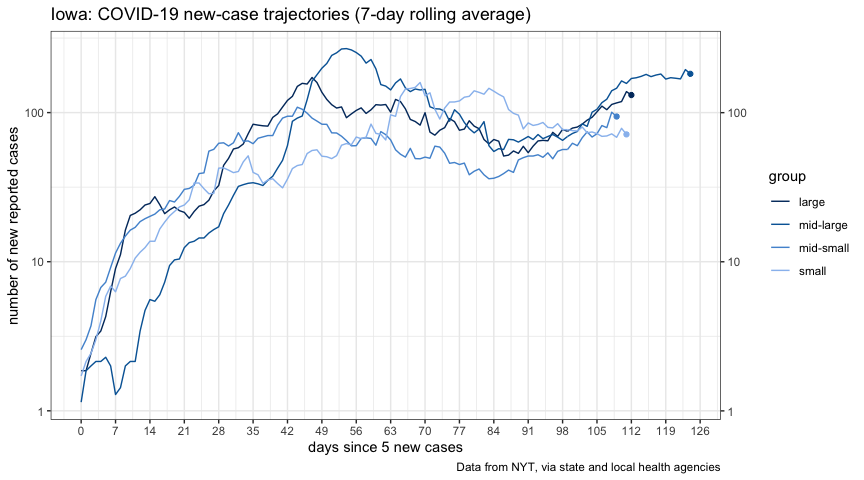 Iowa: COVID-19 new-case trajectories (7-day rolling average)
number of new reported cases
100
10
1
100
10
1
0 7 14 21 28 35 42 49 56 63 70 77 84 91 98 105 112 119 126
days since 5 new cases
group
large
mid-large
mid-small
small
Data from NYT, via state and local health agencies